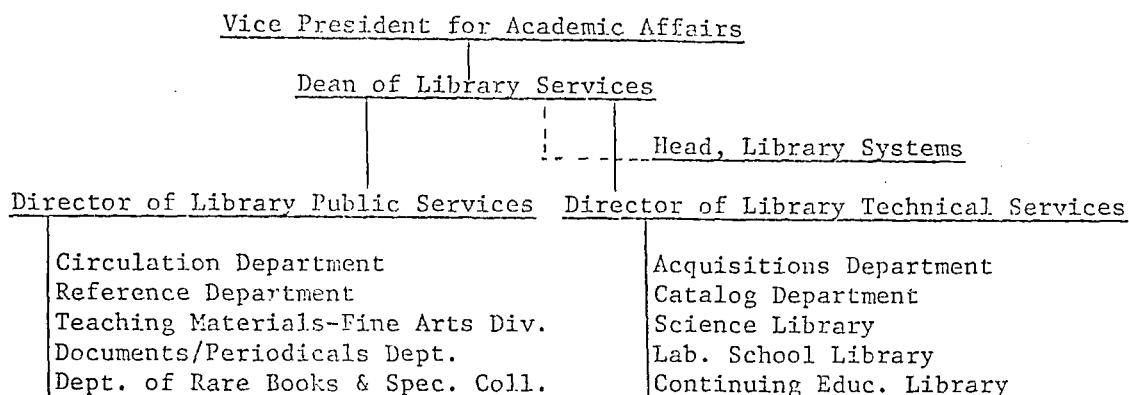 Vice President for Academic Affairs
Dean of Library Services
Head, Library Systems
Director of Library Public Services
Director of Library Technical Services
Circulation Department
Reference Department
Teaching Materials-Fine Arts Div.
Documents/Periodicals Dept.
Dept. of Rare Books & Spec. Coll.
Acquisitions Department
Catalog Department
Science Library
Lab. School Library
Continuing Educ. Library